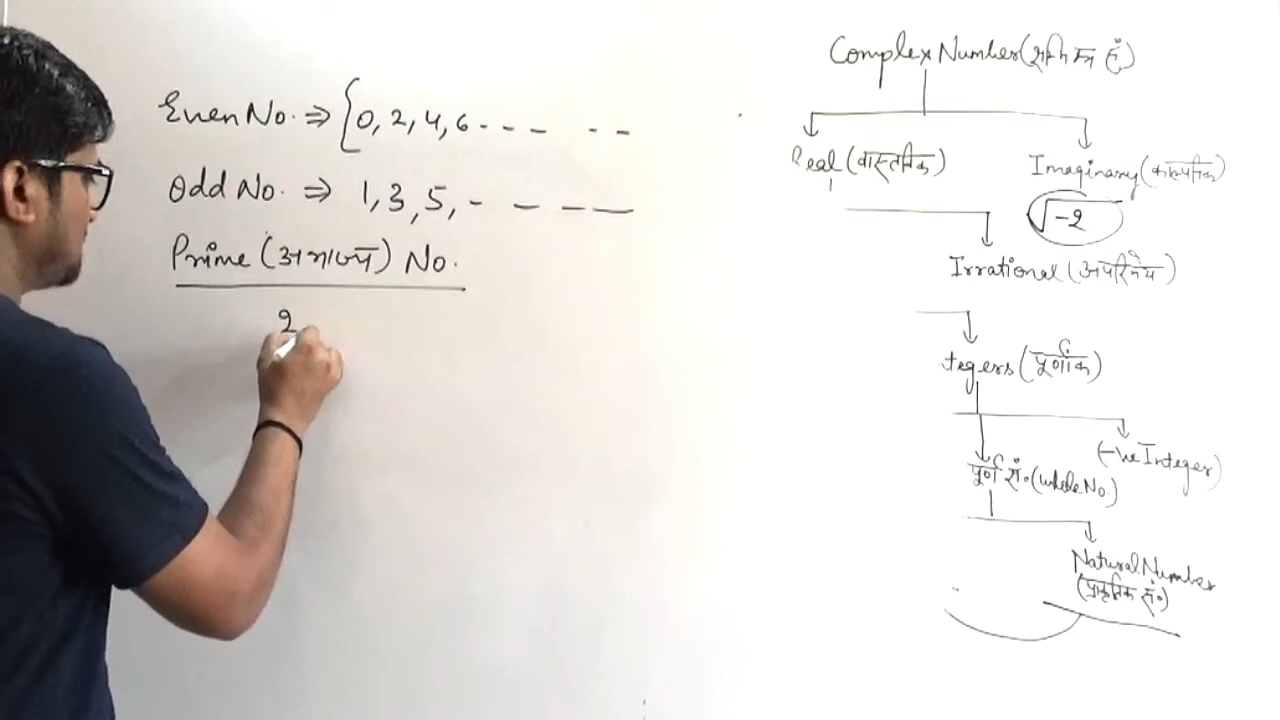 Even No. ⇒ {0, 2, 4, 6 - - - - -
Odd No. ⇒ 1, 3, 5, - - - -
Prime (अभाज्य) No.
2
Complex Number (सम्मिश्र सं)
Real (वास्तविक)
Imaginary (काल्पनिक)
√-2
Irrational (अपरिमेय)
tegers (पूर्णांक)
(-ve Integer)
पूर्ण सं० (whole No.)
Natural Number
(प्राकृतिक सं०)